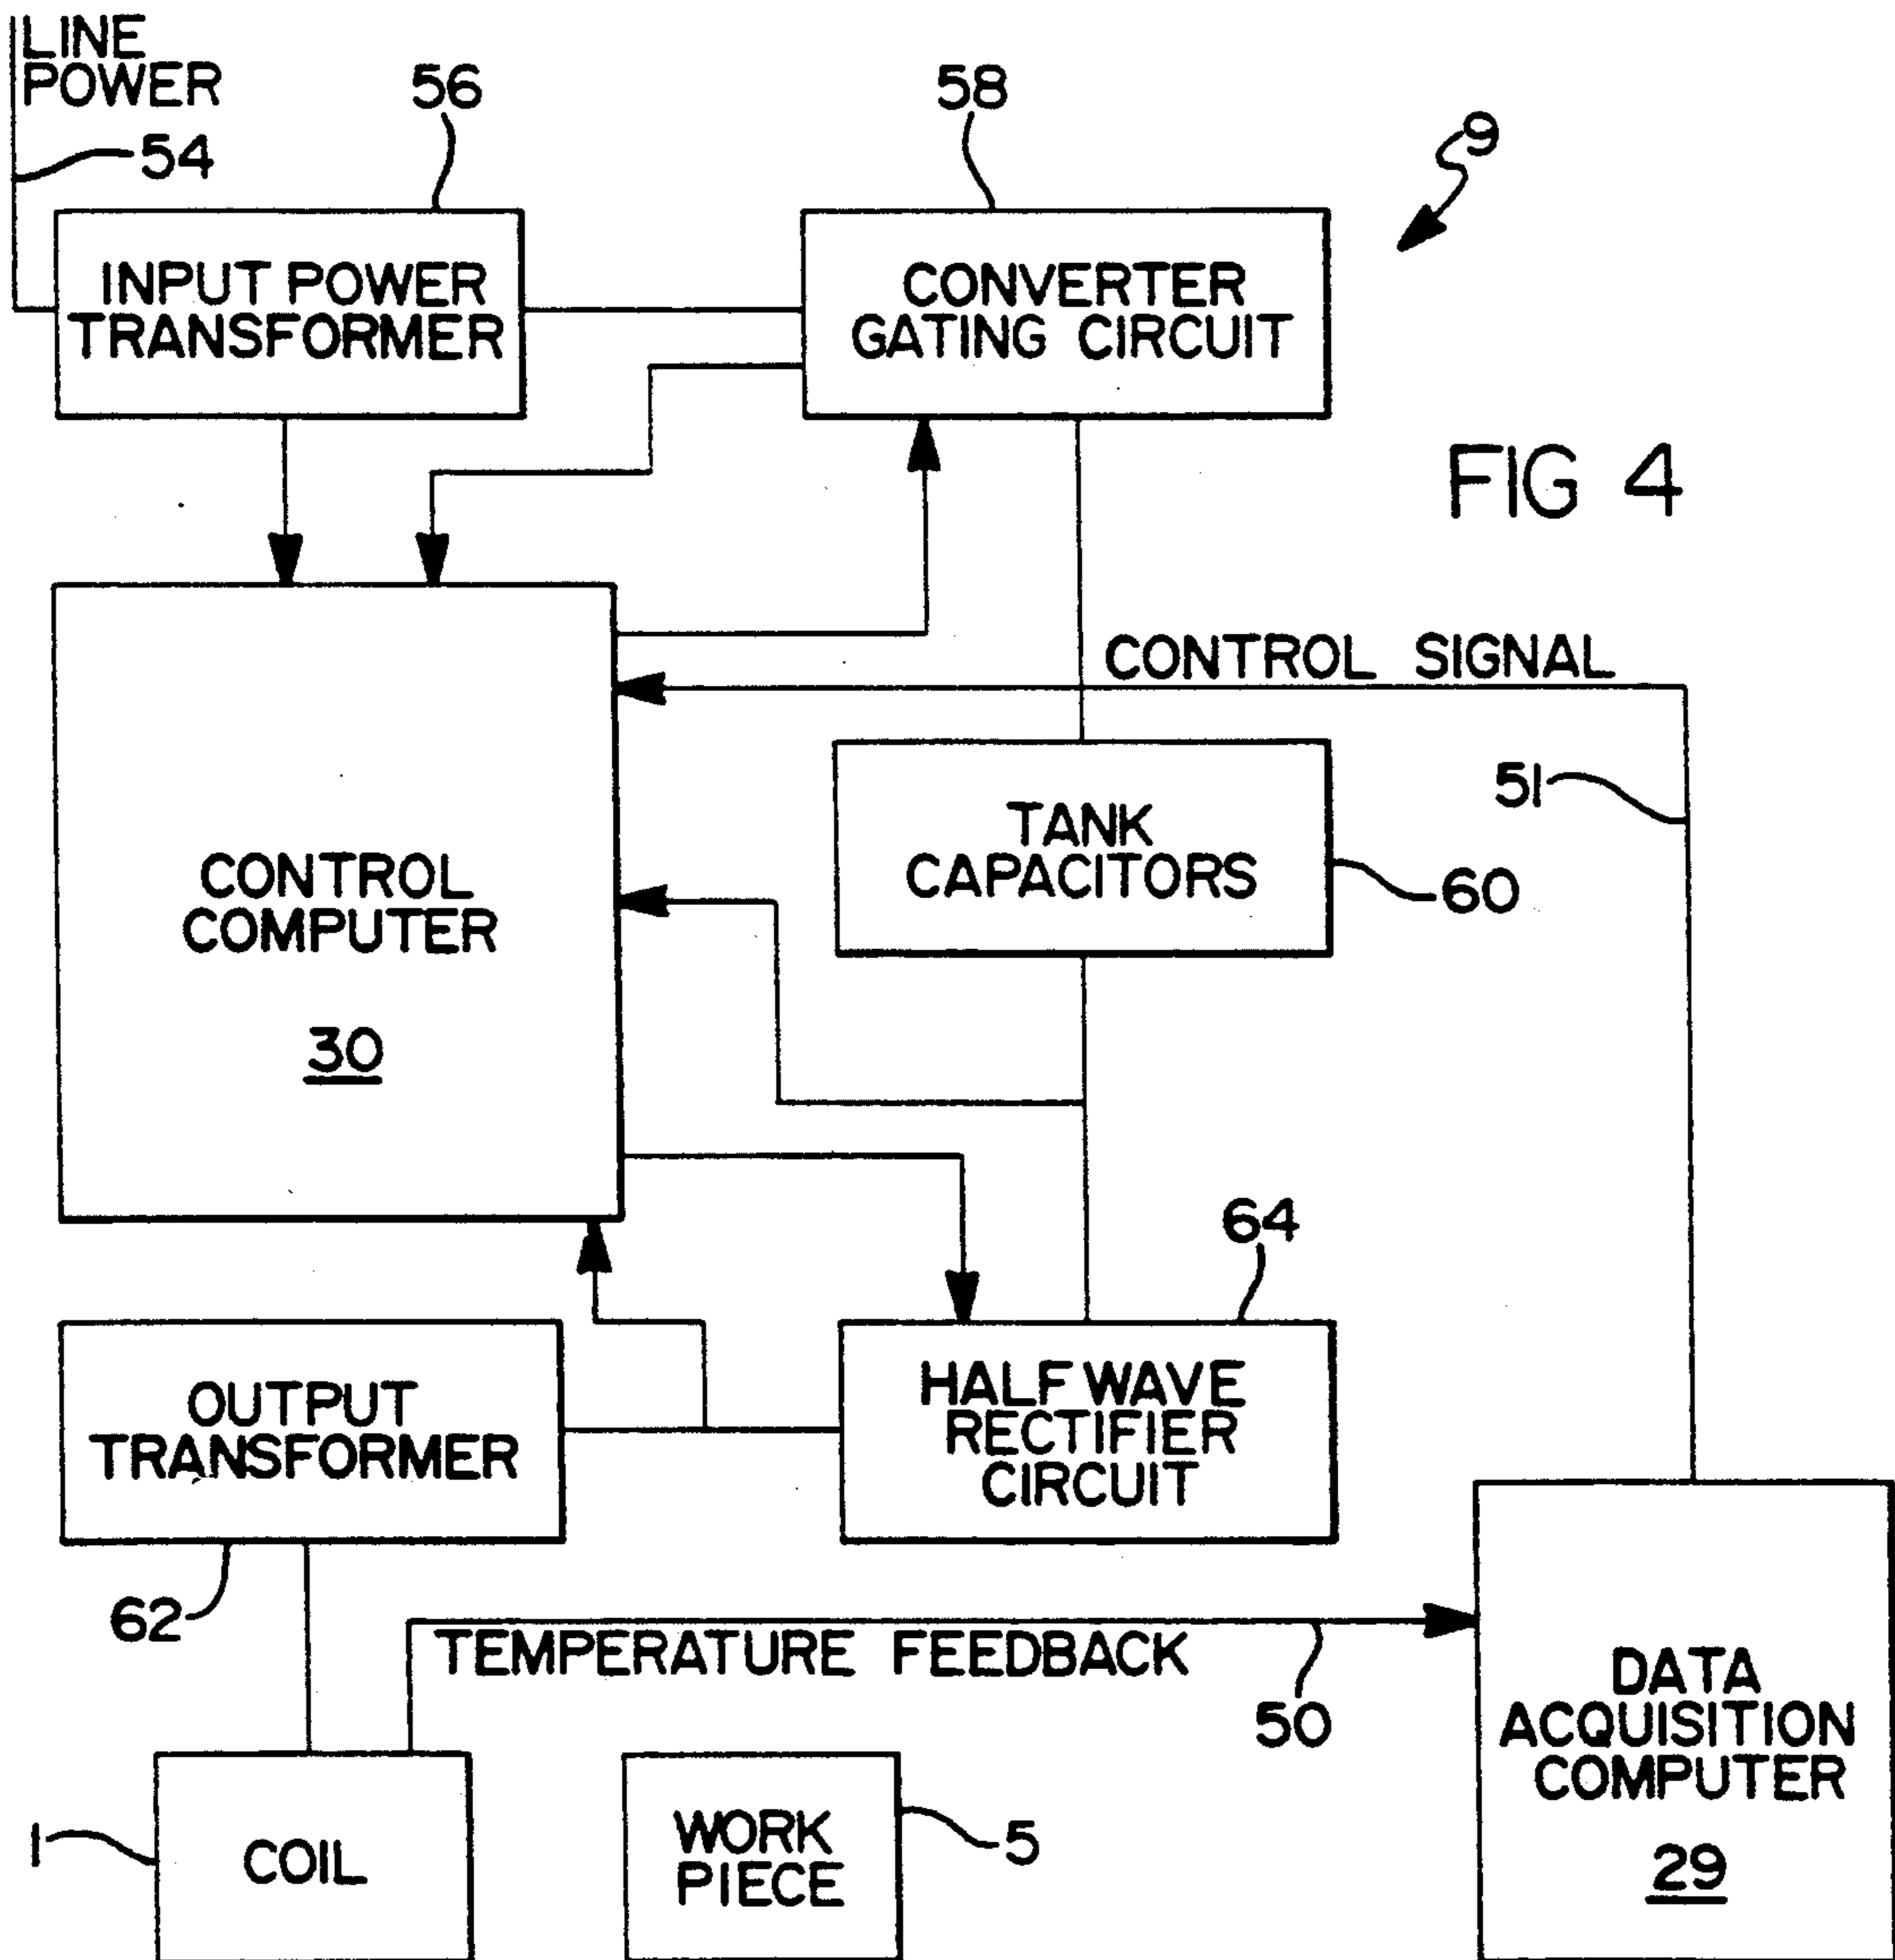 LINE
POWER
54
56
58
9
INPUT POWER
TRANSFORMER
CONVERTER
GATING CIRCUIT
FIG 4
CONTROL SIGNAL
51
TANK
CAPACITORS
60
CONTROL
COMPUTER
30
64
OUTPUT
TRANSFORMER
HALF WAVE
RECTIFIER
CIRCUIT
62
TEMPERATURE FEEDBACK
50
DATA
ACQUISITION
COMPUTER
29
1
COIL
WORK
PIECE
5